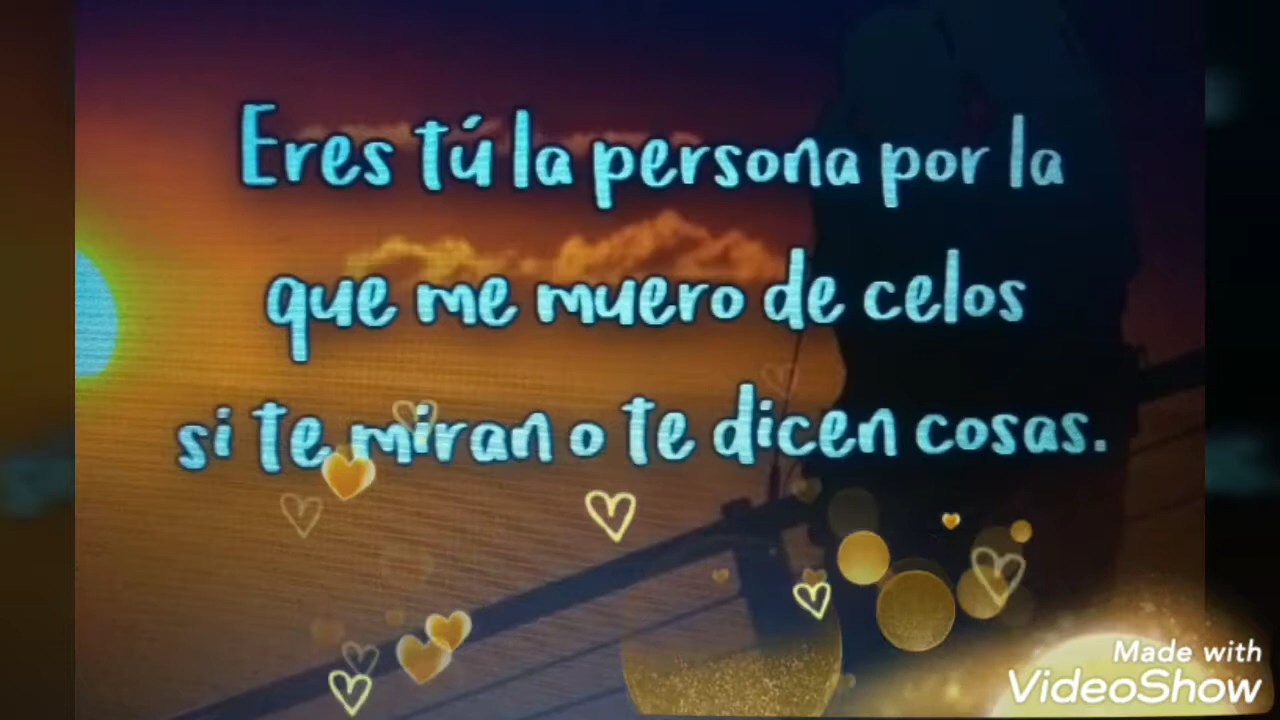 Eres tú la persona por la
que me muero de celos
si te miran o te dicen cosas.
Made with
VideoShow